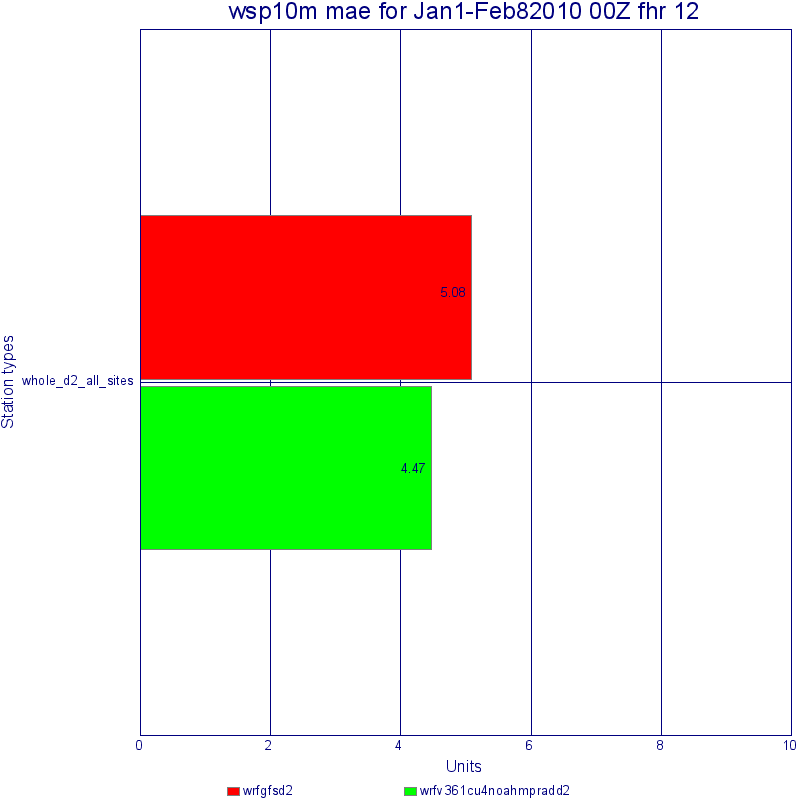 wsp10m mae for Jan1-Feb82010 00Z fhr 12
5.08
Station types
whole_d2_all_sites
4.47
0 2 4 6 8 10
Units
wrfgfsd2 wrfv361cu4noahmpradd2